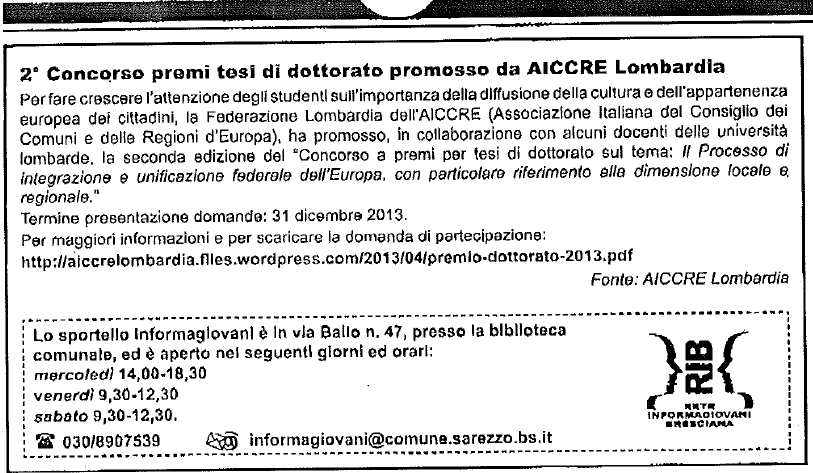 2° Concorso premi tesi di dottorato promosso da AICCRE Lombardia
Per fare crescere l'attenzione degli studenti sull'importanza della diffusione della cultura e dell'appartenenza
europea dei cittadini, la Federazione Lombardia dell'AICCRE (Associazione Italiana del Consiglio dei
Comuni e delle Regioni d'Europa), ha promosso, in collaborazione con alcuni docenti delle università
lombarde, la seconda edizione del "Concorso a premi per tesi di dottorato sul tema: Il Processo di
integrazione e unificazione federale dell'Europa, con particolare riferimento alla dimensione locale e
regionale."
Termine presentazione domande: 31 dicembre 2013.
Per maggiori informazioni e per scaricare la domanda di partecipazione:
http://aiccrelombardia.files.wordpress.com/2013/04/premio-dottorato-2013.pdf
Fonte: AICCRE Lombardia
Lo sportello Informagiovani è in via Bailo n. 47, presso la biblioteca
comunale, ed è aperto nei seguenti giorni ed orari:
mercoledì 14,00-18,30
venerdì 9,30-12,30
sabato 9,30-12,30.
030/8907539 informagiovani@comune.sarezzo.bs.it
RIB
RETE
INFORMAGIOVANI
BRESCIANA